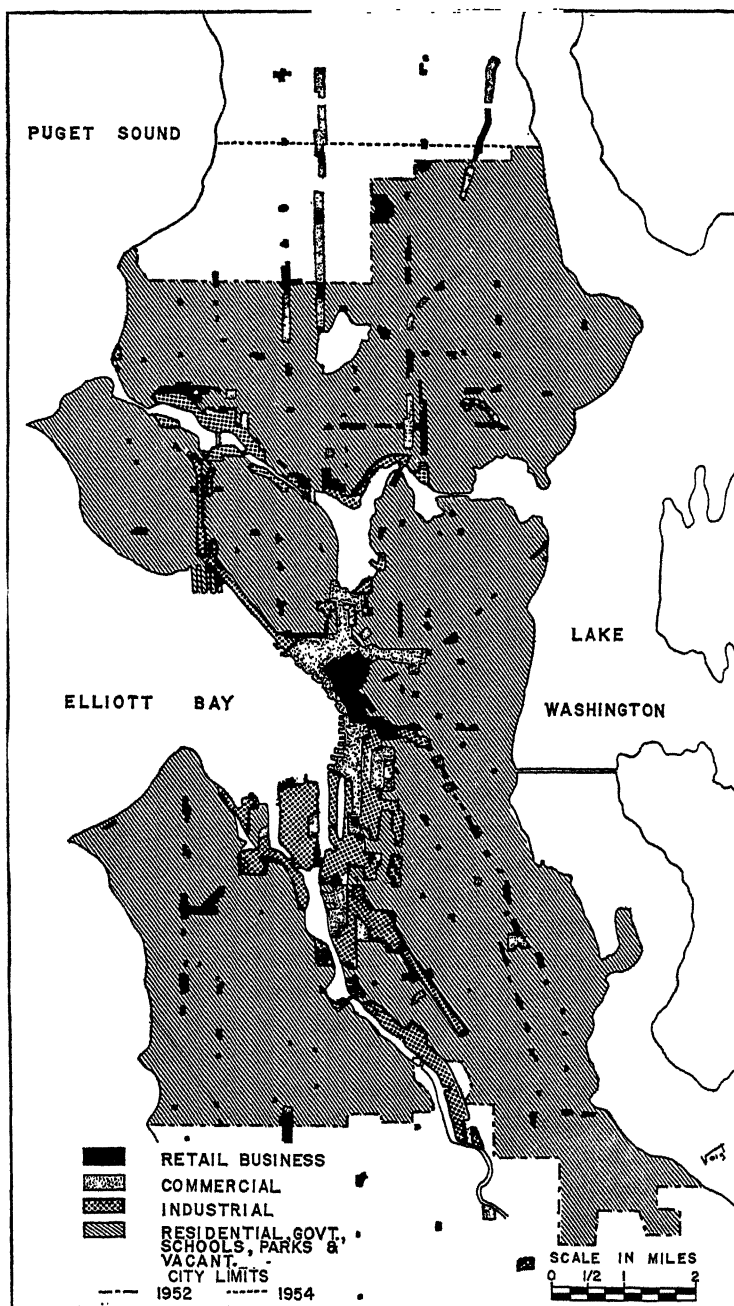 PUGET SOUND
LAKE
WASHINGTON
ELLIOTT BAY
RETAIL BUSINESS
COMMERCIAL
INDUSTRIAL
RESIDENTIAL, GOVT.,
SCHOOLS, PARKS &
VACANT.
CITY LIMITS
1952 1954
SCALE IN MILES
0 1/2 1 2